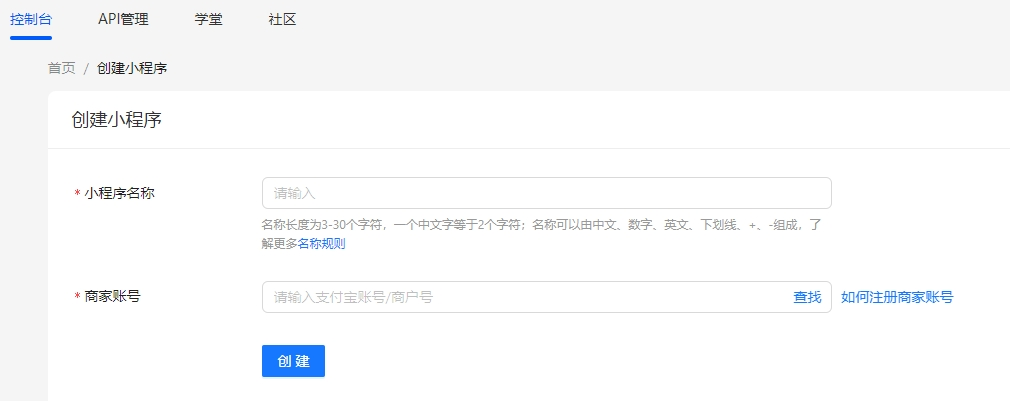 控制台 API管理 学堂 社区
首页 / 创建小程序
创建小程序
* 小程序名称 请输入
名称长度为3-30个字符，一个中文字等于2个字符；名称可以由中文、数字、英文、下划线、+、-组成，了
解更多名称规则
* 商家账号 请输入支付宝账号/商户号 查找 如何注册商家账号
创 建